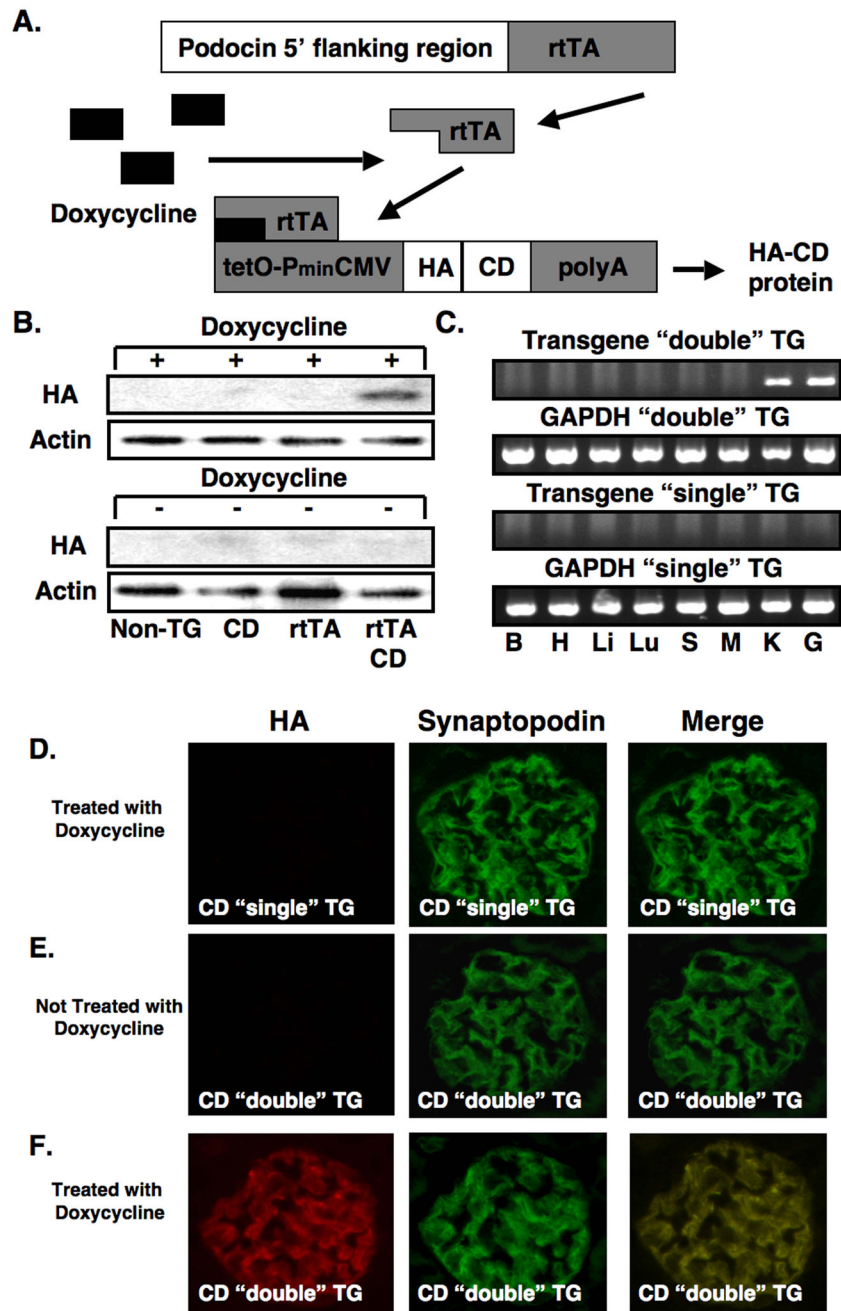 A.
Podocin 5’ flanking region rtTA
rtTA
Doxycycline
rtTA
tetO-PminCMV HA CD polyA
HA-CD
protein
B.
Doxycycline
+ + + +
HA
Actin
Doxycycline
- - - -
HA
Actin
Non-TG CD rtTA rtTA
CD
C.
Transgene “double” TG
GAPDH “double” TG
Transgene “single” TG
GAPDH “single” TG
B H Li Lu S M K G
HA Synaptopodin Merge
D.
Treated with
Doxycycline
CD “single” TG CD “single” TG CD “single” TG
E.
Not Treated with
Doxycycline
CD “double” TG CD “double” TG CD “double” TG
F.
Treated with
Doxycycline
CD “double” TG CD “double” TG CD “double” TG